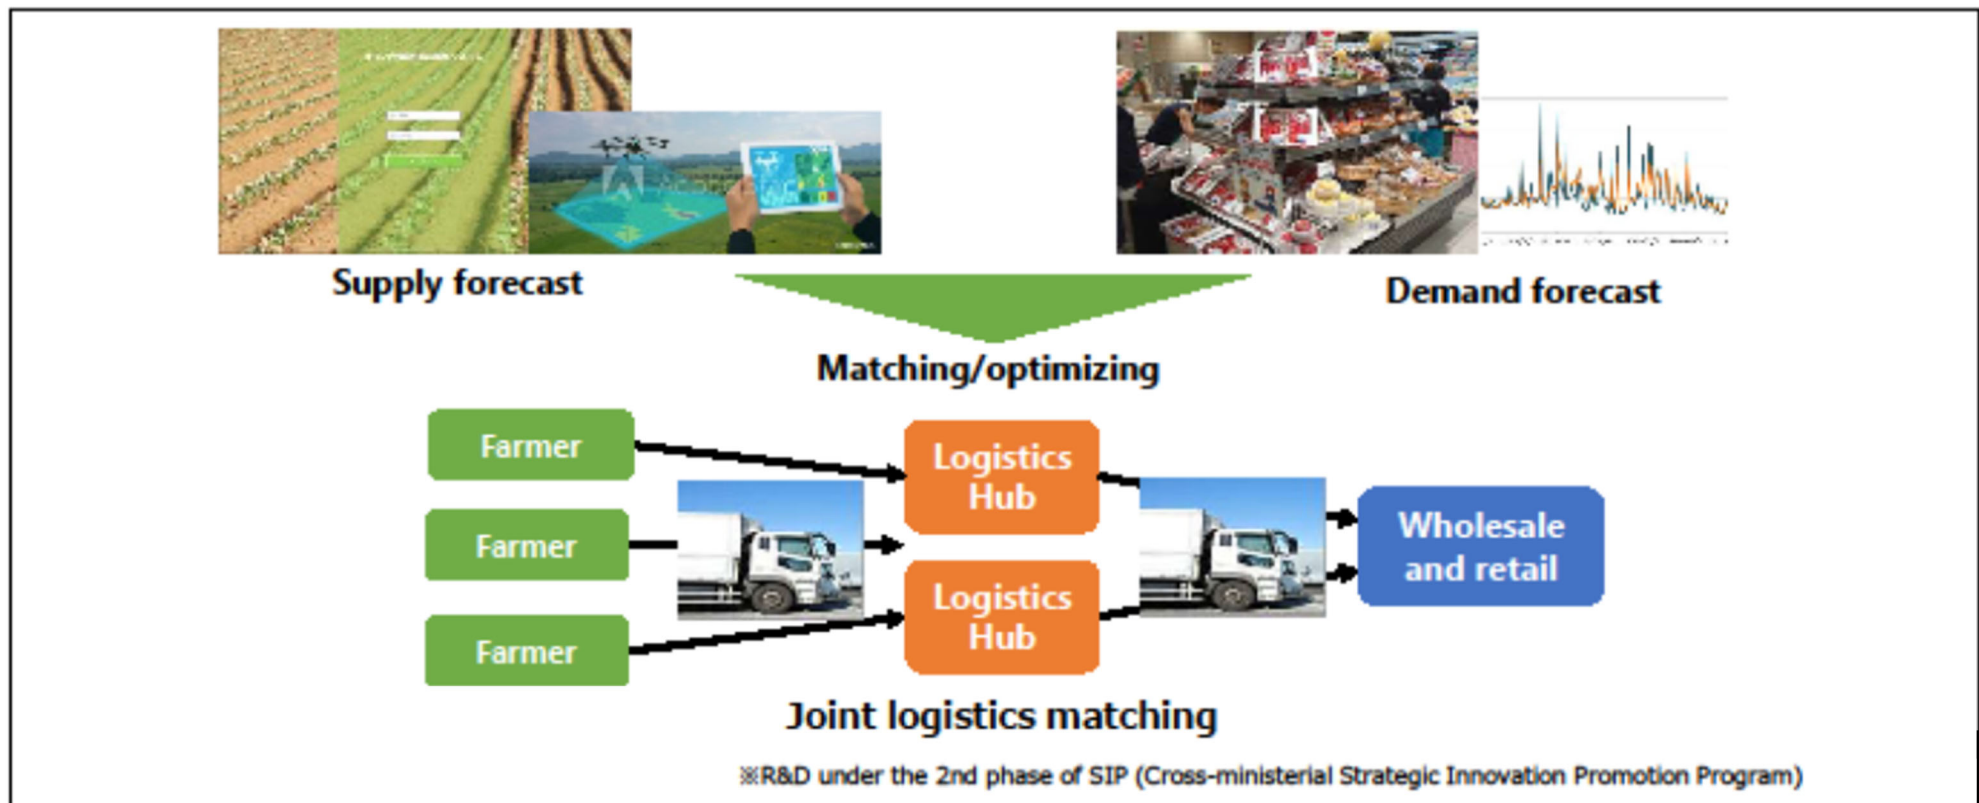 Supply forecast
Demand forecast
Matching/optimizing
Farmer
Logistics
Hub
Farmer
Wholesale
and retail
Logistics
Hub
Farmer
Joint logistics matching
※R&D under the 2nd phase of SIP (Cross-ministerial Strategic Innovation Promotion Program)